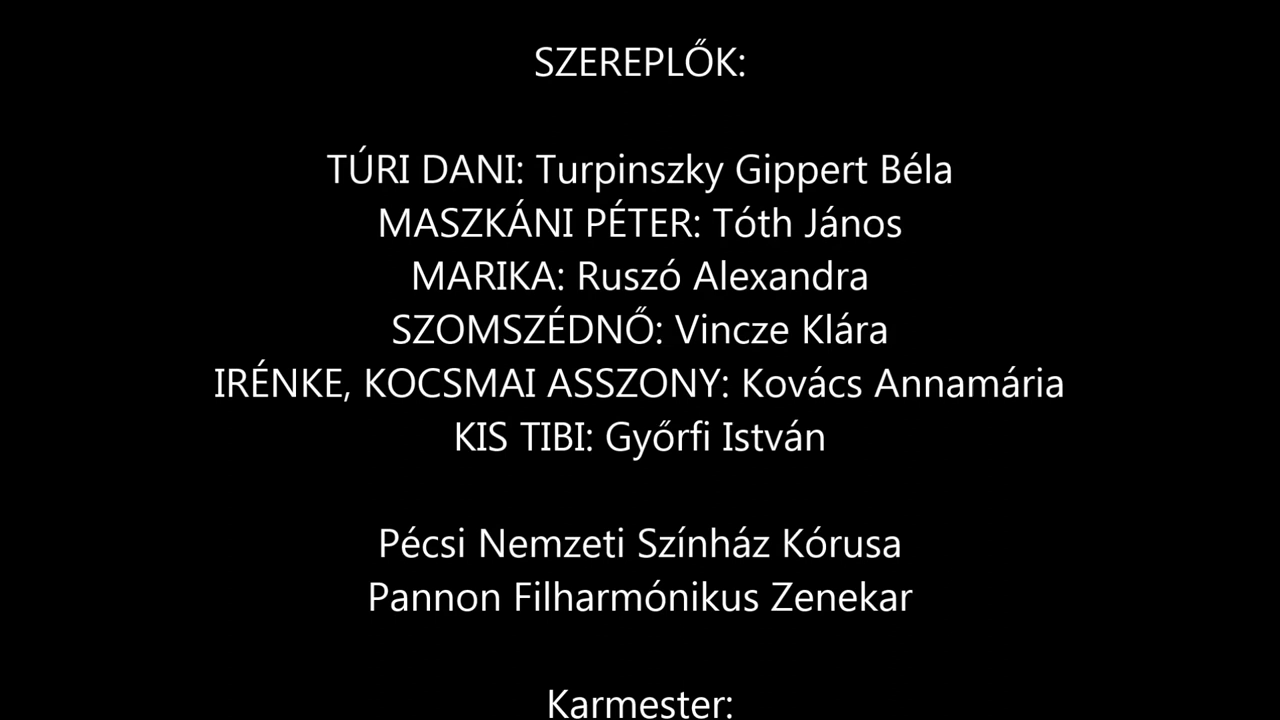 SZEREPLŐK:
TÚRI DANI: Turpinszky Gippert Béla
MASZKÁNI PÉTER: Tóth János
MARIKA: Ruszó Alexandra
SZOMSZÉDNŐ: Vincze Klára
IRÉNKE, KOCSMAI ASSZONY: Kovács Annamária
KIS TIBI: Győrfi István
Pécsi Nemzeti Színház Kórusa
Pannon Filharmónikus Zenekar
Karmester: